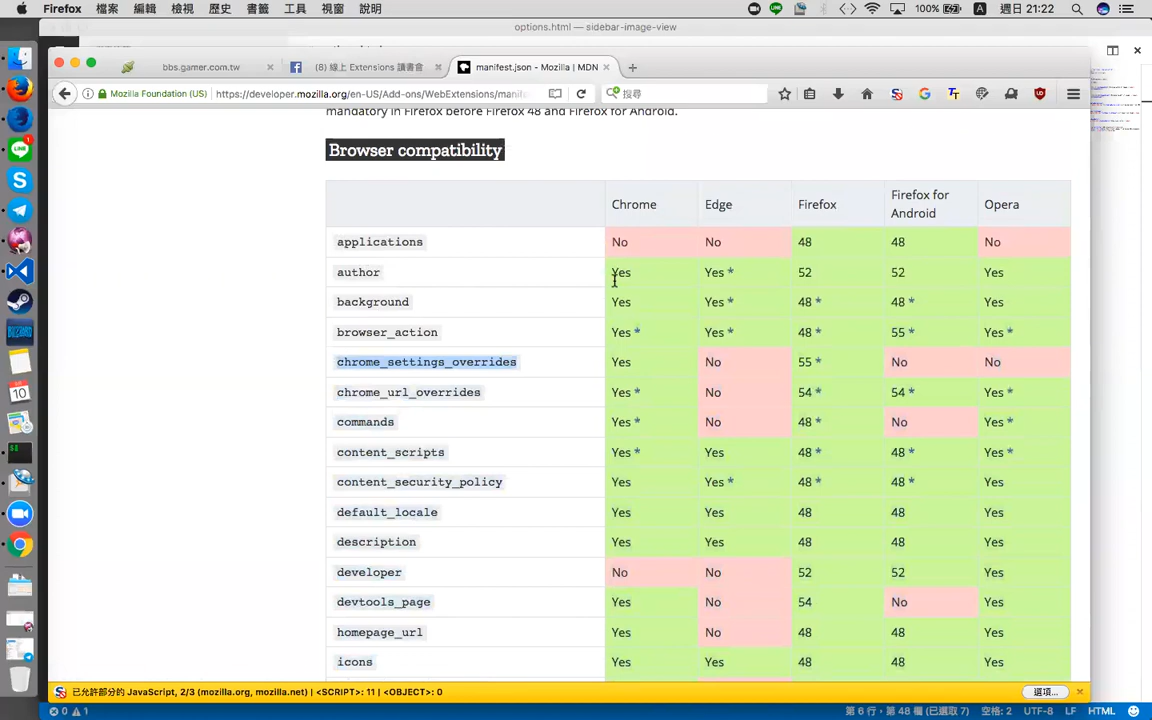 Firefox 檔案 編輯 檢視 歷史 書籤 工具 視窗 說明 100% A 週日 21:22
options.html — sidebar-image-view
bbs.gamer.com.tw (8) 線上 Extensions 讀書會 manifest.json - Mozilla | MDN
Mozilla Foundation (US) https://developer.mozilla.org/en-US/Add-ons/WebExtensions/manif 搜尋
mandatory in Firefox before Firefox 48 and Firefox for Android.
Browser compatibility
Chrome Edge Firefox Firefox for Android Opera
applications No No 48 48 No
author Yes Yes * 52 52 Yes
background Yes Yes * 48 * 48 * Yes
browser_action Yes * Yes * 48 * 55 * Yes *
chrome_settings_overrides Yes No 55 * No No
chrome_url_overrides Yes * No 54 * 54 * Yes *
commands Yes * No 48 * No Yes *
content_scripts Yes * Yes 48 * 48 * Yes *
content_security_policy Yes Yes * 48 * 48 * Yes
default_locale Yes Yes 48 48 Yes
description Yes Yes 48 48 Yes
developer No No 52 52 Yes
devtools_page Yes No 54 No Yes
homepage_url Yes No 48 48 Yes
icons Yes Yes 48 48 Yes
已允許部分的 JavaScript, 2/3 (mozilla.org, mozilla.net) | <SCRIPT>: 11 | <OBJECT>: 0 選項...
0 1 第 6 行，第 48 欄 (已選取 7) 空格: 2 UTF-8 LF HTML